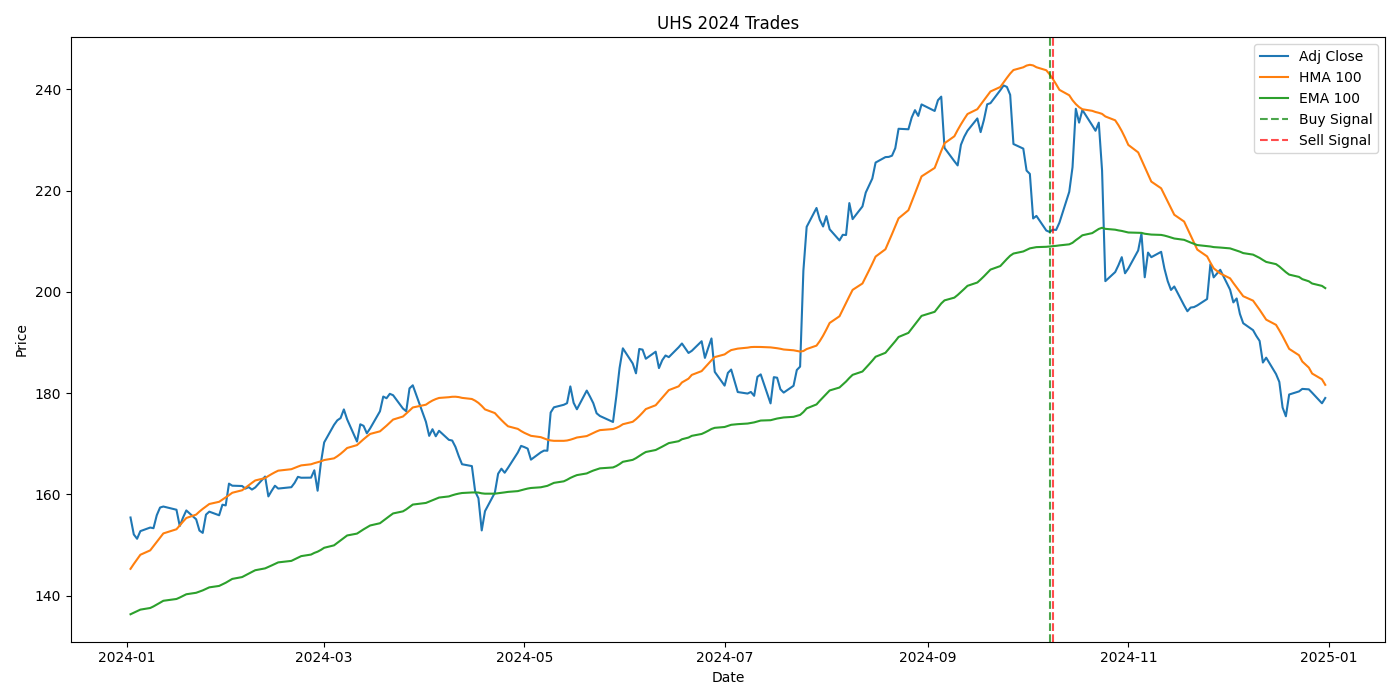 UHS 2024 Trades
Adj Close
HMA 100
EMA 100
Buy Signal
Sell Signal
Price
240
220
200
180
160
140
2024-01
2024-03
2024-05
2024-07
2024-09
2024-11
2025-01
Date